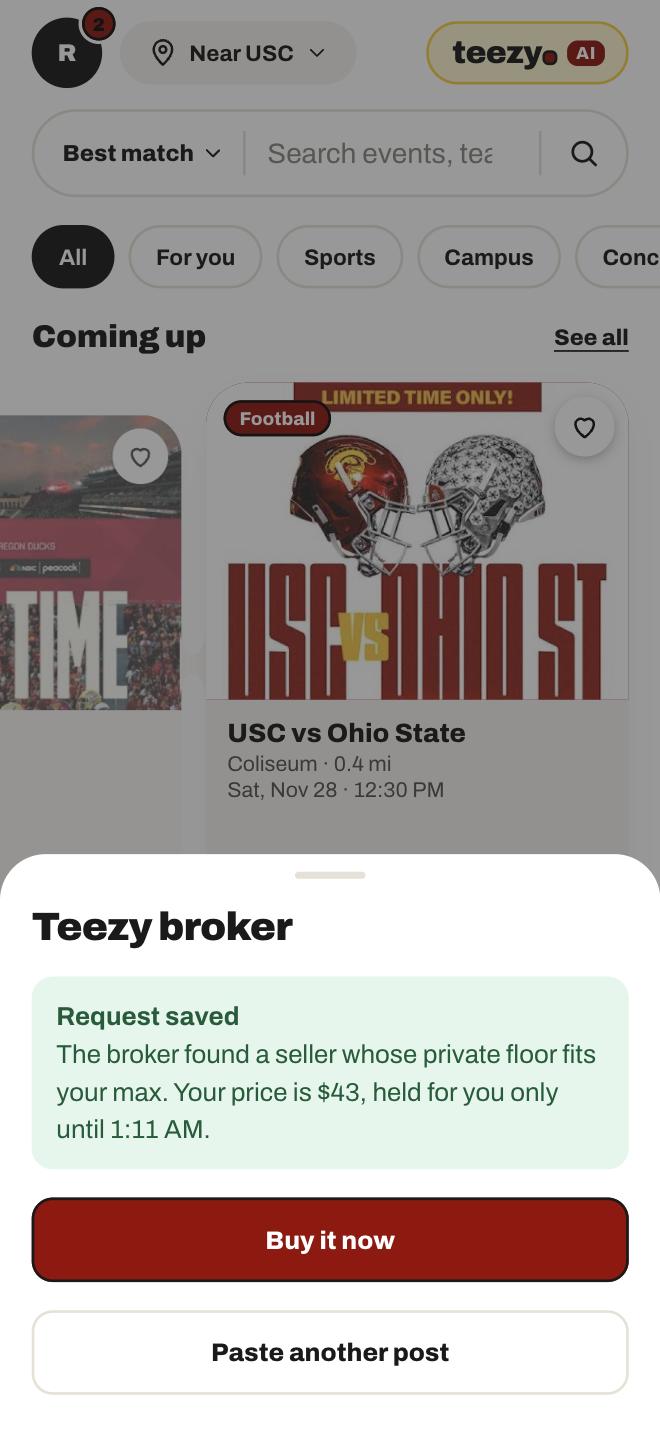 R
2
Near USC
teezy
AI
Best match
Search events, tea
All
For you
Sports
Campus
Conc
Coming up
See all
REGON DUCKS
NBC | peacock
TIME
LIMITED TIME ONLY!
Football
USC VS OHIO ST
USC vs Ohio State
Coliseum · 0.4 mi
Sat, Nov 28 · 12:30 PM
Teezy broker
Request saved
The broker found a seller whose private floor fits
your max. Your price is $43, held for you only
until 1:11 AM.
Buy it now
Paste another post